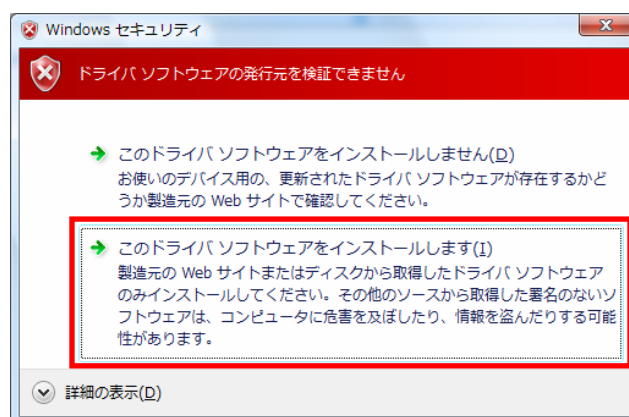 Windows セキュリティ
ドライバ ソフトウェアの発行元を検証できません
このドライバ ソフトウェアをインストールしません(D)
お使いのデバイス用の、更新されたドライバ ソフトウェアが存在するかど
うか製造元の Web サイトで確認してください。
このドライバ ソフトウェアをインストールします(I)
製造元の Web サイトまたはディスクから取得したドライバ ソフトウェア
のみインストールしてください。その他のソースから取得した署名のないソ
フトウェアは、コンピュータに危害を及ぼしたり、情報を盗んだりする可能
性があります。
詳細の表示(D)